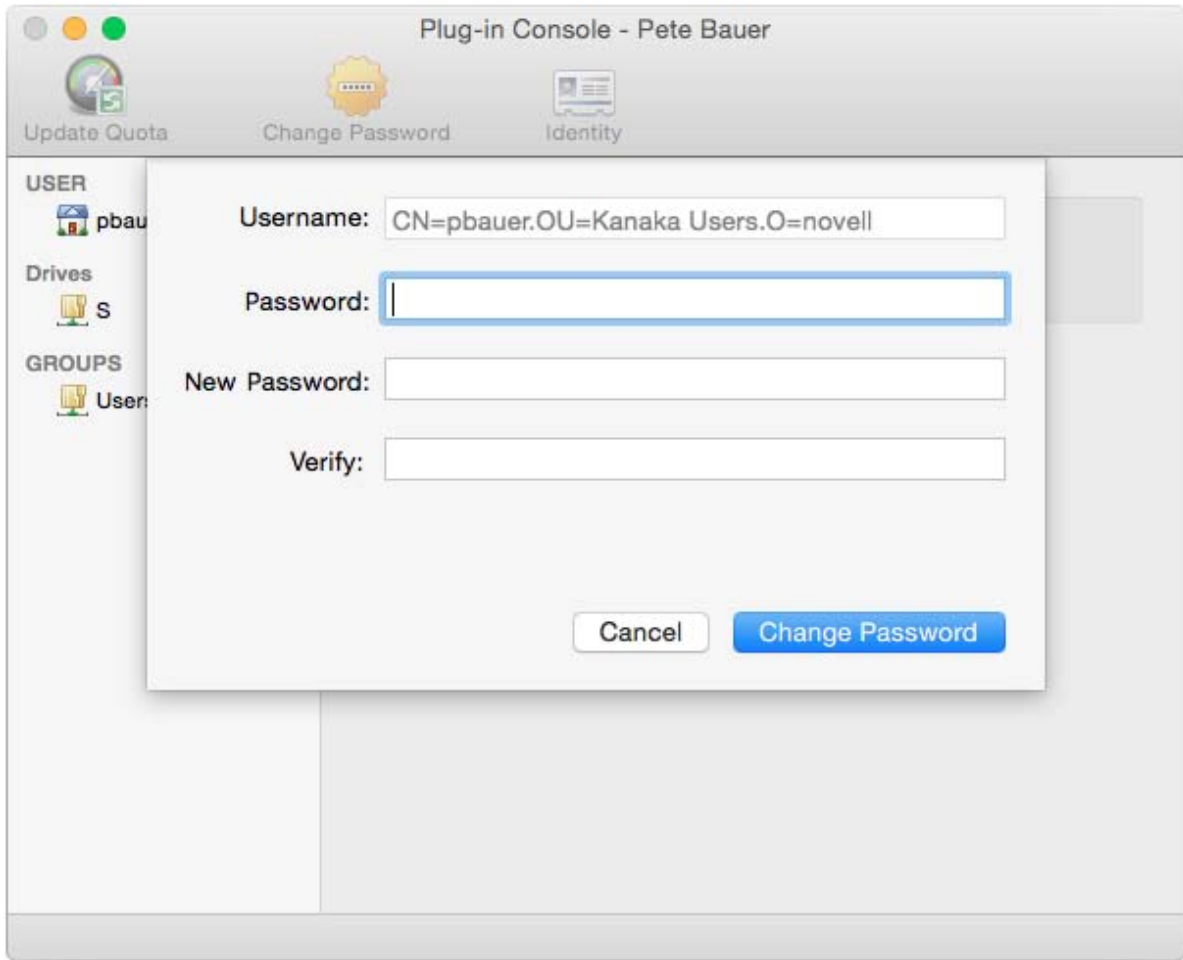 Plug-in Console - Pete Bauer
Update Quota
Change Password
Identity
USER
pbau
Drives
S
GROUPS
Users
Username: CN=pbauer.OU=Kanaka Users.O=novell
Password:
New Password:
Verify:
Cancel
Change Password